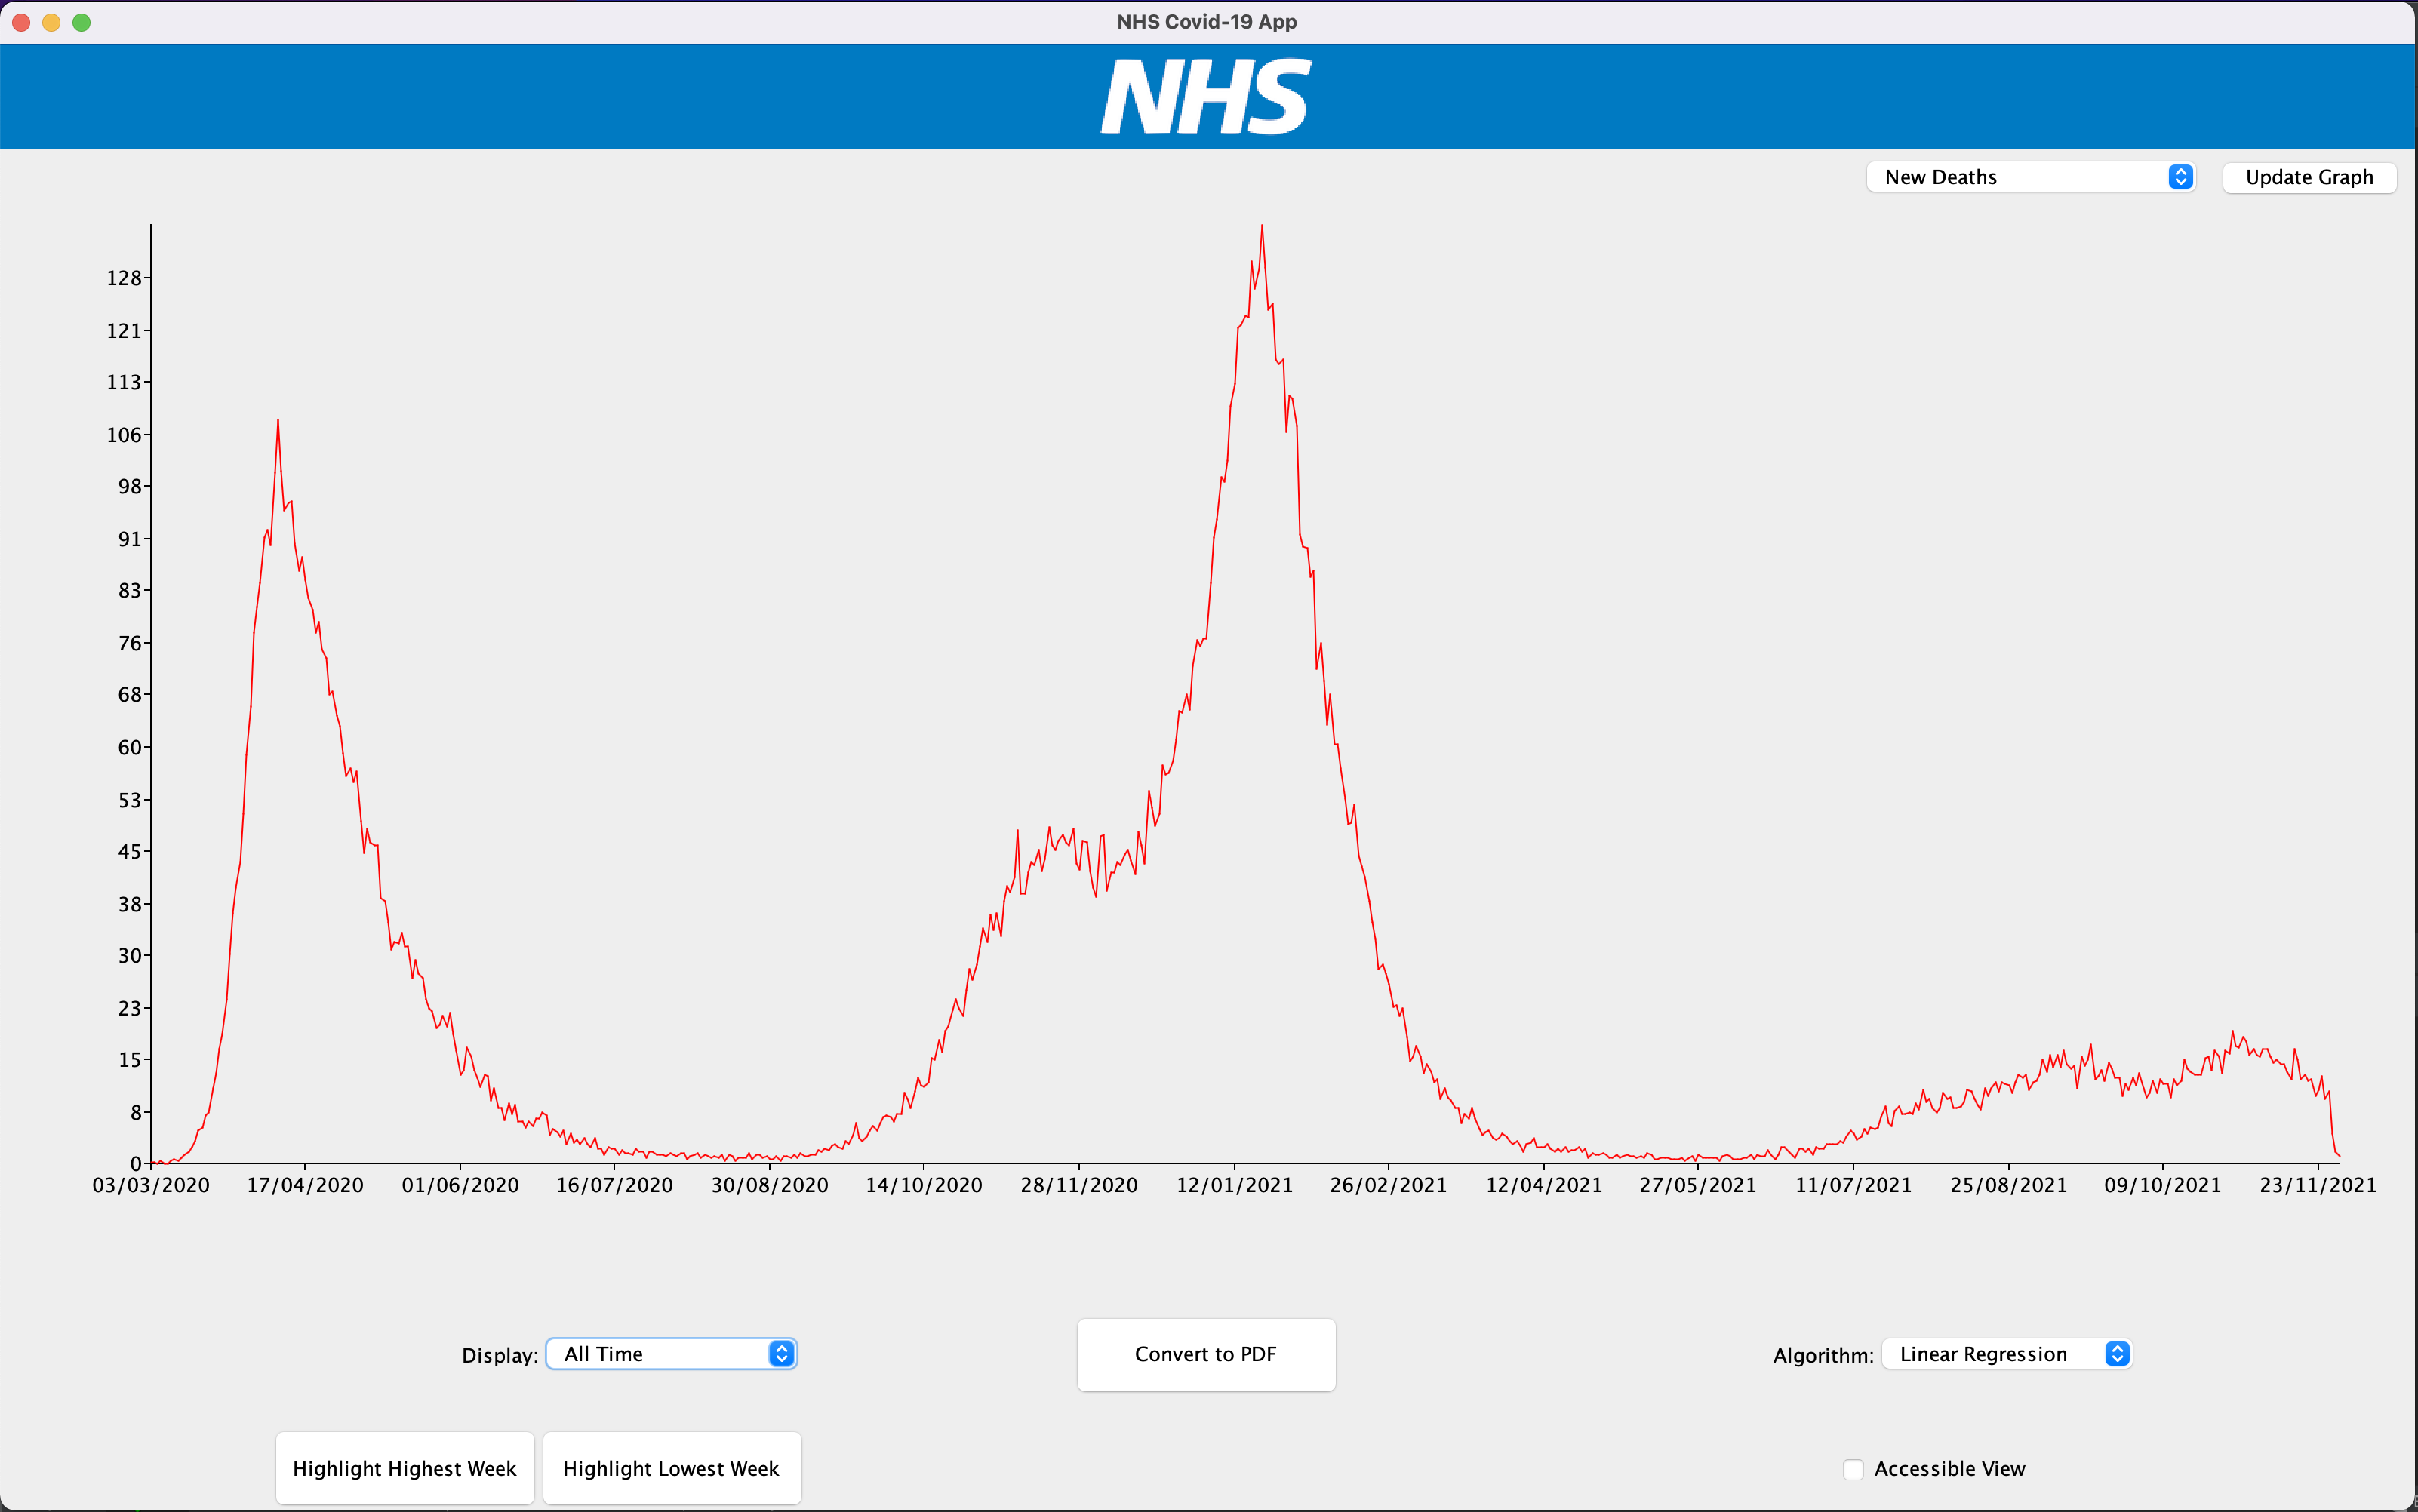 NHS Covid-19 App
NHS
New Deaths
Update Graph
128
121
113
106
98
91
83
76
68
60
53
45
38
30
23
15
8
0
03/03/2020 17/04/2020 01/06/2020 16/07/2020 30/08/2020 14/10/2020 28/11/2020 12/01/2021 26/02/2021 12/04/2021 27/05/2021 11/07/2021 25/08/2021 09/10/2021 23/11/2021
Display: All Time
Convert to PDF
Algorithm: Linear Regression
Highlight Highest Week
Highlight Lowest Week
Accessible View